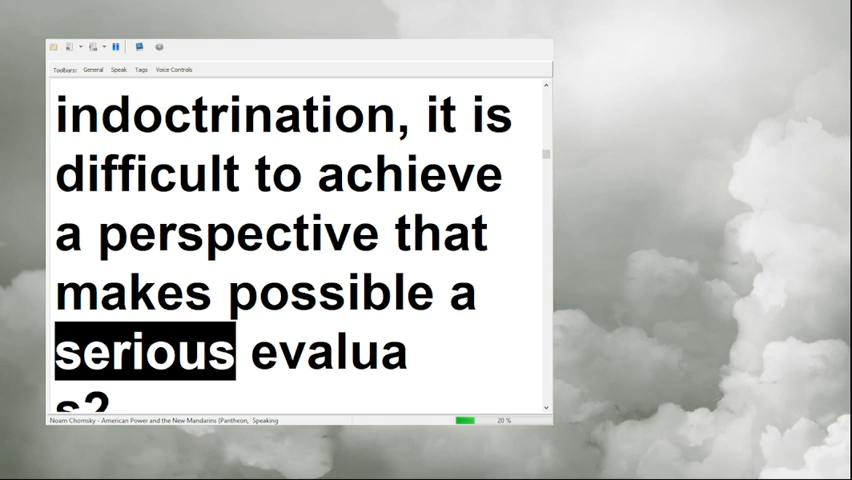 Toolbars: General Speak Tags Voice Controls
indoctrination, it is
difficult to achieve
a perspective that
makes possible a
serious evalua
s?
Noam Chomsky - American Power and the New Mandarins (Pantheon, Speaking
20 %